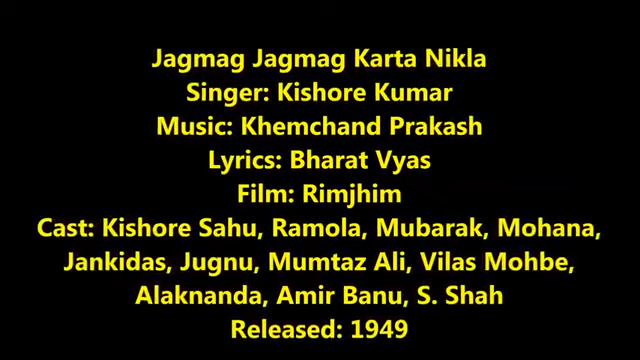 Jagmag Jagmag Karta Nikla
Singer: Kishore Kumar
Music: Khemchand Prakash
Lyrics: Bharat Vyas
Film: Rimjhim
Cast: Kishore Sahu, Ramola, Mubarak, Mohana,
Jankidas, Jugnu, Mumtaz Ali, Vilas Mohbe,
Alaknanda, Amir Banu, S. Shah
Released: 1949